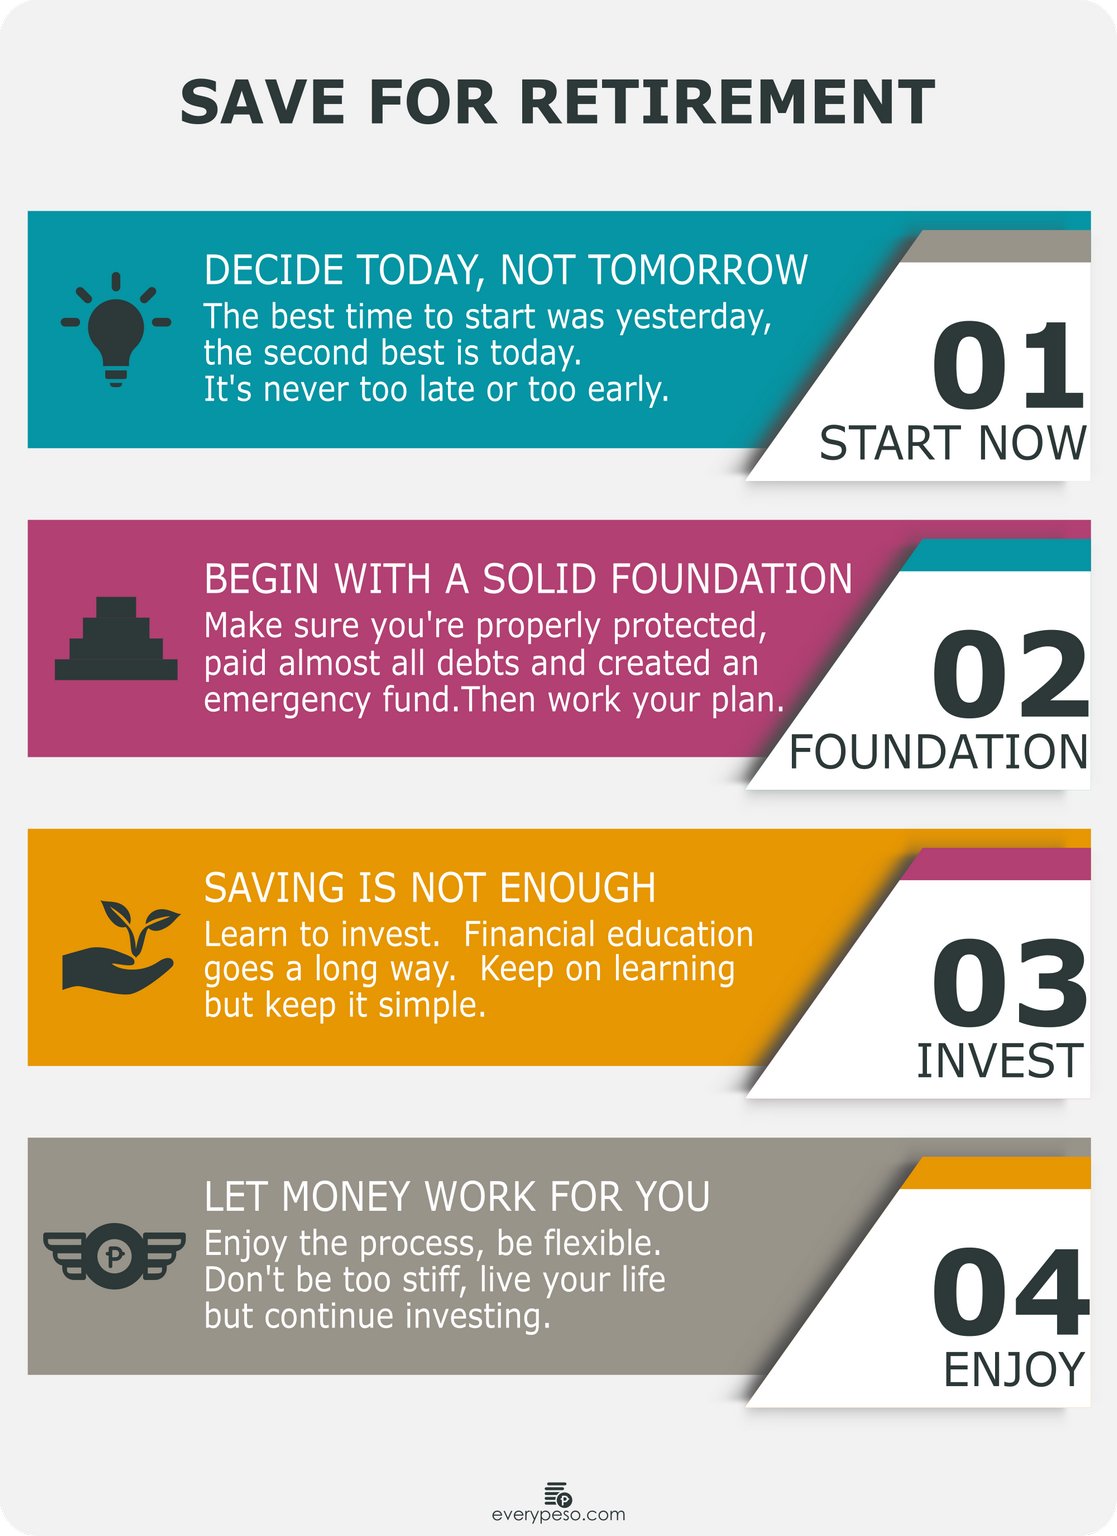 SAVE FOR RETIREMENT
DECIDE TODAY, NOT TOMORROW
The best time to start was yesterday,
the second best is today.
It's never too late or too early.
01
START NOW
BEGIN WITH A SOLID FOUNDATION
Make sure you're properly protected,
paid almost all debts and created an
emergency fund.Then work your plan.
02
FOUNDATION
SAVING IS NOT ENOUGH
Learn to invest.  Financial education
goes a long way.  Keep on learning
but keep it simple.
03
INVEST
LET MONEY WORK FOR YOU
Enjoy the process, be flexible.
Don't be too stiff, live your life
but continue investing.
04
ENJOY
everypeso.com